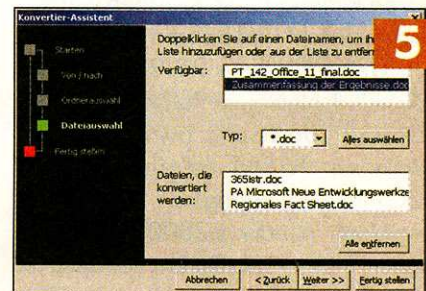 Konvertier-Assistent
5
Starten
Von / nach
Ordnerauswahl
Dateiauswahl
Fertig stellen
Doppelklicken Sie auf einen Dateinamen, um ihn
Liste hinzuzufügen oder aus der Liste zu entfern
Verfügbar:
PT_142_Office_11_final.doc
Zusammenfassung der Ergebnisse.doc
Typ:
*.doc
Alles auswählen
Dateien, die
konvertiert
werden:
365istr.doc
PA Microsoft Neue Entwicklungswerkze
Regionales Fact Sheet.doc
Alle entfernen
Abbrechen
< Zurück
Weiter >>
Fertig stellen